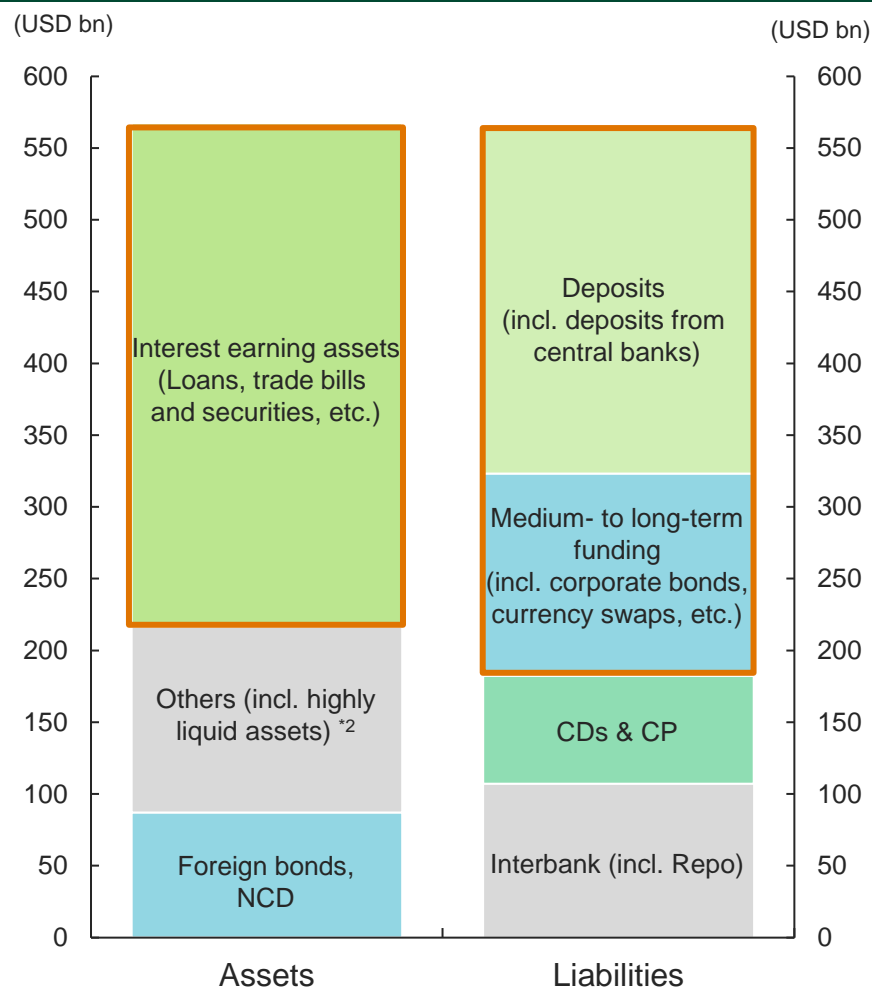 (USD bn)
(USD bn)
600
550
500
450
400
350
300
250
200
150
100
50
0
Interest earning assets
(Loans, trade bills
and securities, etc.)
Others (incl. highly
liquid assets) *2
Foreign bonds,
NCD
Deposits
(incl. deposits from
central banks)
Medium- to long-term
funding
(incl. corporate bonds,
currency swaps, etc.)
CDs & CP
Interbank (incl. Repo)
600
550
500
450
400
350
300
250
200
150
100
50
0
Assets
Liabilities